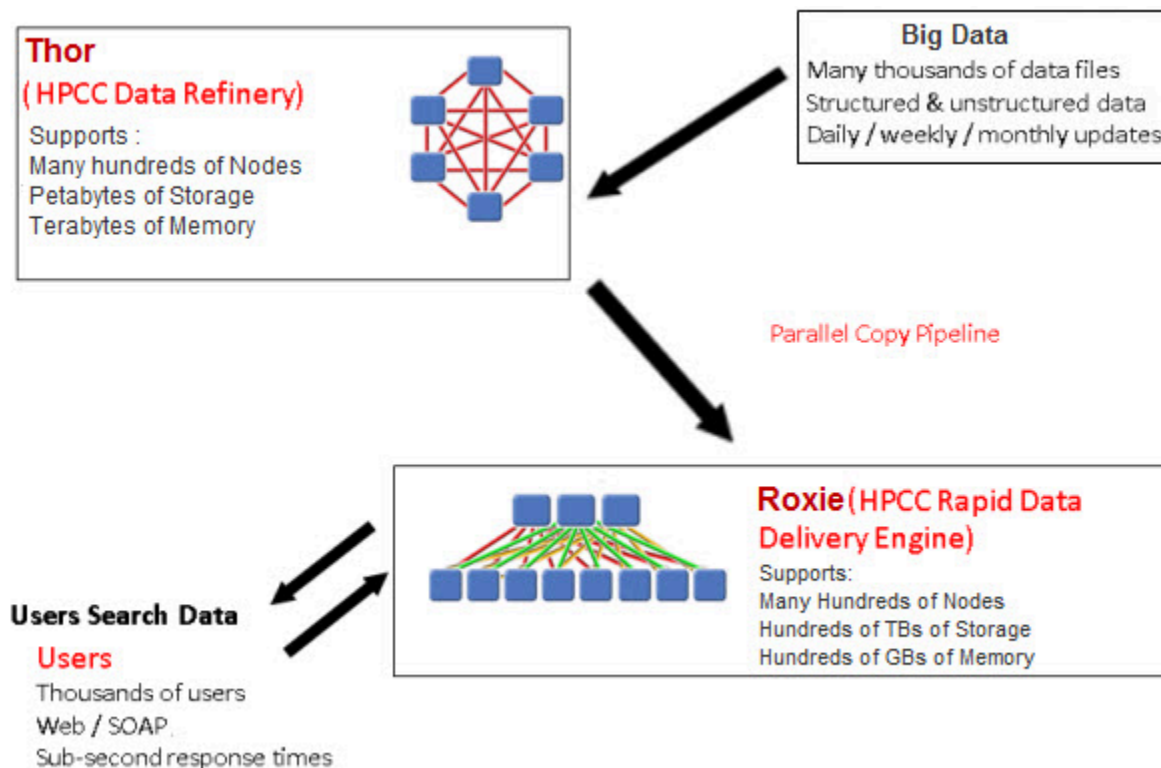 Thor
(HPCC Data Refinery)
Supports :
Many hundreds of Nodes
Petabytes of Storage
Terabytes of Memory
Big Data
Many thousands of data files
Structured & unstructured data
Daily / weekly / monthly updates
Parallel Copy Pipeline
Roxie (HPCC Rapid Data
Delivery Engine)
Supports:
Many Hundreds of Nodes
Hundreds of TBs of Storage
Hundreds of GBs of Memory
Users Search Data
Users
Thousands of users
Web / SOAP
Sub-second response times